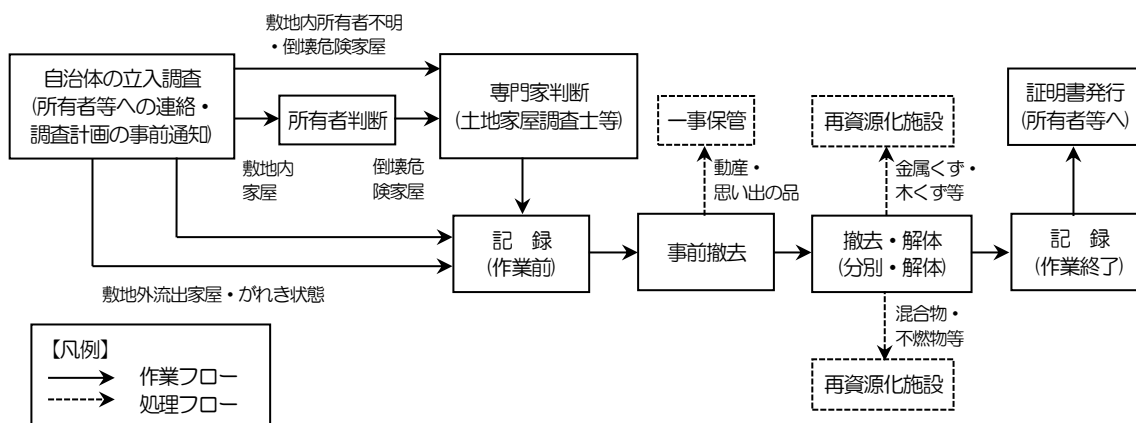 敷地内所有者不明
・倒壊危険家屋
自治体の立入調査
(所有者等への連絡・
調査計画の事前通知)
所有者判断
専門家判断
(土地家屋調査士等)
一事保管
再資源化施設
証明書発行
(所有者等へ)
敷地内
家屋
倒壊危
険家屋
動産・
思い出の品
金属くず・
木くず等
記 録
(作業前)
事前撤去
撤去・解体
(分別・解体)
記 録
(作業終了)
敷地外流出家屋・がれき状態
混合物・
不燃物等
再資源化施設
【凡例】
作業フロー
処理フロー